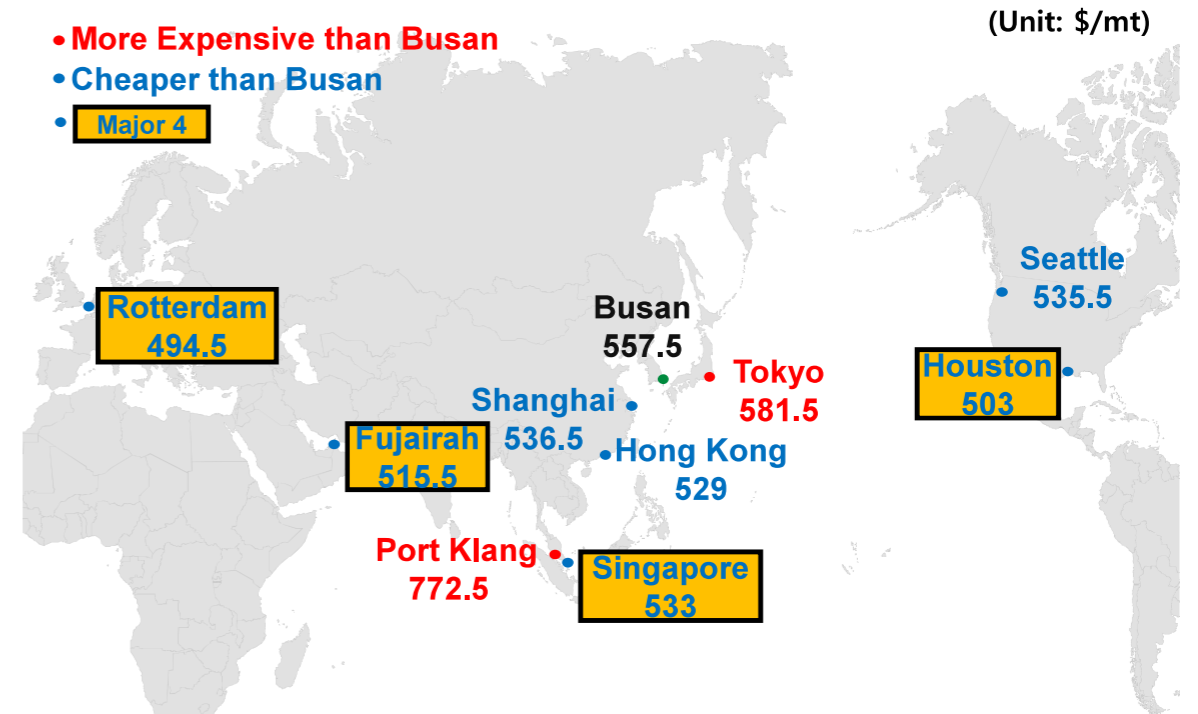 (Unit: $/mt)
• More Expensive than Busan
• Cheaper than Busan
• Major 4
Seattle
535.5
Rotterdam
494.5
Busan
557.5
Houston
503
Tokyo
581.5
Shanghai
536.5
Fujairah
515.5
Hong Kong
529
Port Klang
772.5
Singapore
533